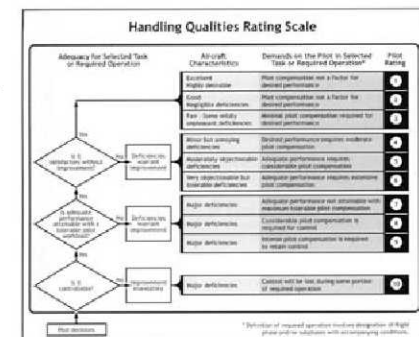 Handling Qualities Rating Scale
Adequacy for Selected Task
or Required Operation
Aircraft
Characteristics
Demands on the Pilot in Selected
Task or Required Operation*
Pilot
Rating
Excellent
Highly desirable
Pilot compensation not a factor for
desired performance
1
Good
Negligible deficiencies
Pilot compensation not a factor for
desired performance
2
Fair - Some mildly
unpleasant deficiencies
Minimal pilot compensation required for
desired performance
3
Yes
Is it
satisfactory without
improvement?
No
Deficiencies
warrant
improvement
Minor but annoying
deficiencies
Desired performance requires moderate
pilot compensation
4
Moderately objectionable
deficiencies
Adequate performance requires
considerable pilot compensation
5
Very objectionable but
tolerable deficiencies
Adequate performance requires extensive
pilot compensation
6
Yes
Is adequate
performance
attainable with a
tolerable pilot
workload?
No
Deficiencies
warrant
improvement
Major deficiencies
Adequate performance not attainable with
maximum tolerable pilot compensation
7
Major deficiencies
Considerable pilot compensation is
required for control
8
Major deficiencies
Intense pilot compensation is required
to retain control
9
Yes
Is it
controllable?
No
Improvement
mandatory
Major deficiencies
Control will be lost during some portion
of required operation
10
Pilot decisions
* Definition of required operation involves designation of flight
phase and/or subphases with accompanying conditions.